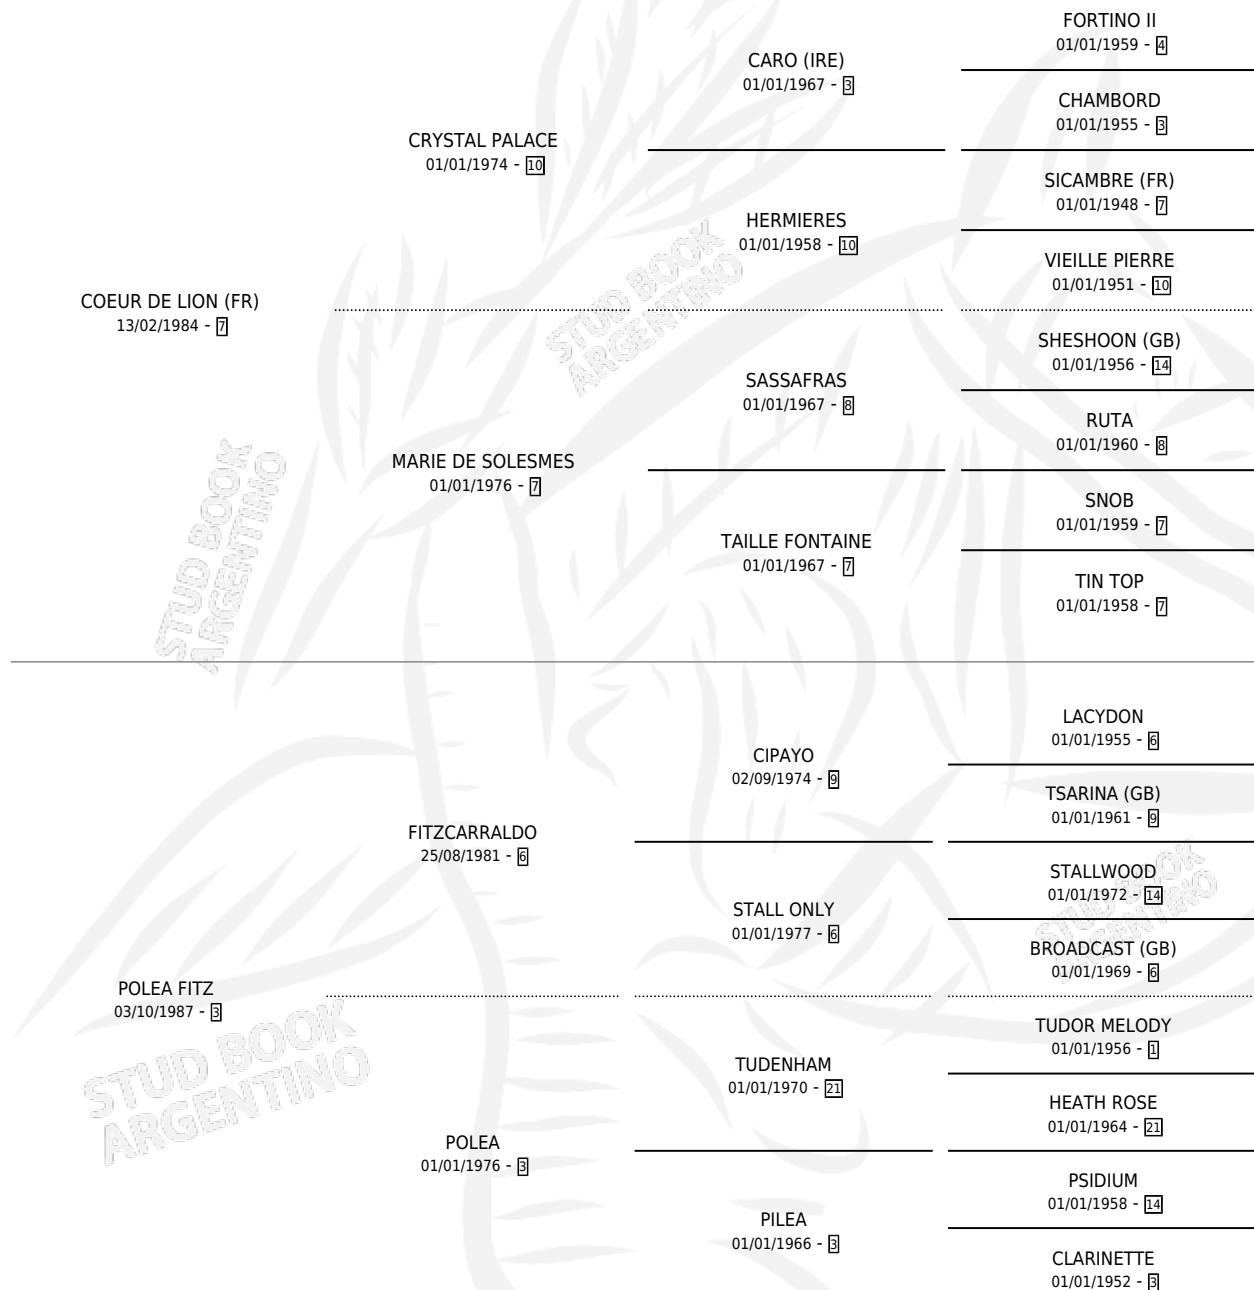 FORTINO II
01/01/1959 - 4
CARO (IRE)
01/01/1967 - 3
CHAMBORD
01/01/1955 - 3
CRYSTAL PALACE
01/01/1974 - 10
SICAMBRE (FR)
01/01/1948 - 7
HERMIERES
01/01/1958 - 10
VIEILLE PIERRE
01/01/1951 - 10
COEUR DE LION (FR)
13/02/1984 - 7
SHESHOON (GB)
01/01/1956 - 14
SASSAFRAS
01/01/1967 - 8
RUTA
01/01/1960 - 8
MARIE DE SOLESMES
01/01/1976 - 7
SNOB
01/01/1959 - 7
TAILLE FONTAINE
01/01/1967 - 7
TIN TOP
01/01/1958 - 7
LACYDON
01/01/1955 - 6
CIPAYO
02/09/1974 - 9
TSARINA (GB)
01/01/1961 - 9
FITZCARRALDO
25/08/1981 - 6
STALLWOOD
01/01/1972 - 14
STALL ONLY
01/01/1977 - 6
BROADCAST (GB)
01/01/1969 - 6
POLEA FITZ
03/10/1987 - 3
TUDOR MELODY
01/01/1956 - 1
TUDENHAM
01/01/1970 - 21
HEATH ROSE
01/01/1964 - 21
POLEA
01/01/1976 - 3
PSIDIUM
01/01/1958 - 14
PILEA
01/01/1966 - 3
CLARINETTE
01/01/1952 - 3
STUD BOOK
ARGENTINO
STUD BOOK
ARGENTINO
STUD BOOK
ARGENTINO
STUD BOOK
ARGENTINO